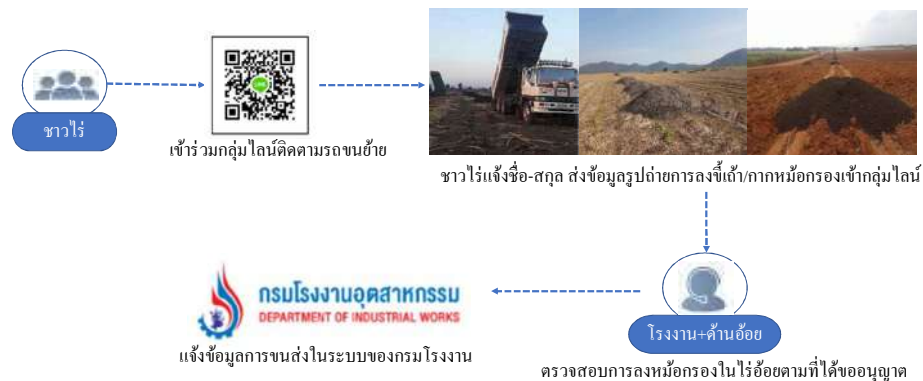 ชาวไร่
LINE
เข้าร่วมกลุ่มไลน์ติดตามรถขนย้าย
ชาวไร่แจ้งชื่อ-สกุล ส่งข้อมูลรูปถ่ายการลงขี้เถ้า/กากหม้อกรองเข้ากลุ่มไลน์
โรงงาน+ด้านอ้อย
ตรวจสอบการลงหม้อกรองในไร่อ้อยตามที่ได้ขออนุญาต
กรมโรงงานอุตสาหกรรม
DEPARTMENT OF INDUSTRIAL WORKS
แจ้งข้อมูลการขนส่งในระบบของกรมโรงงาน